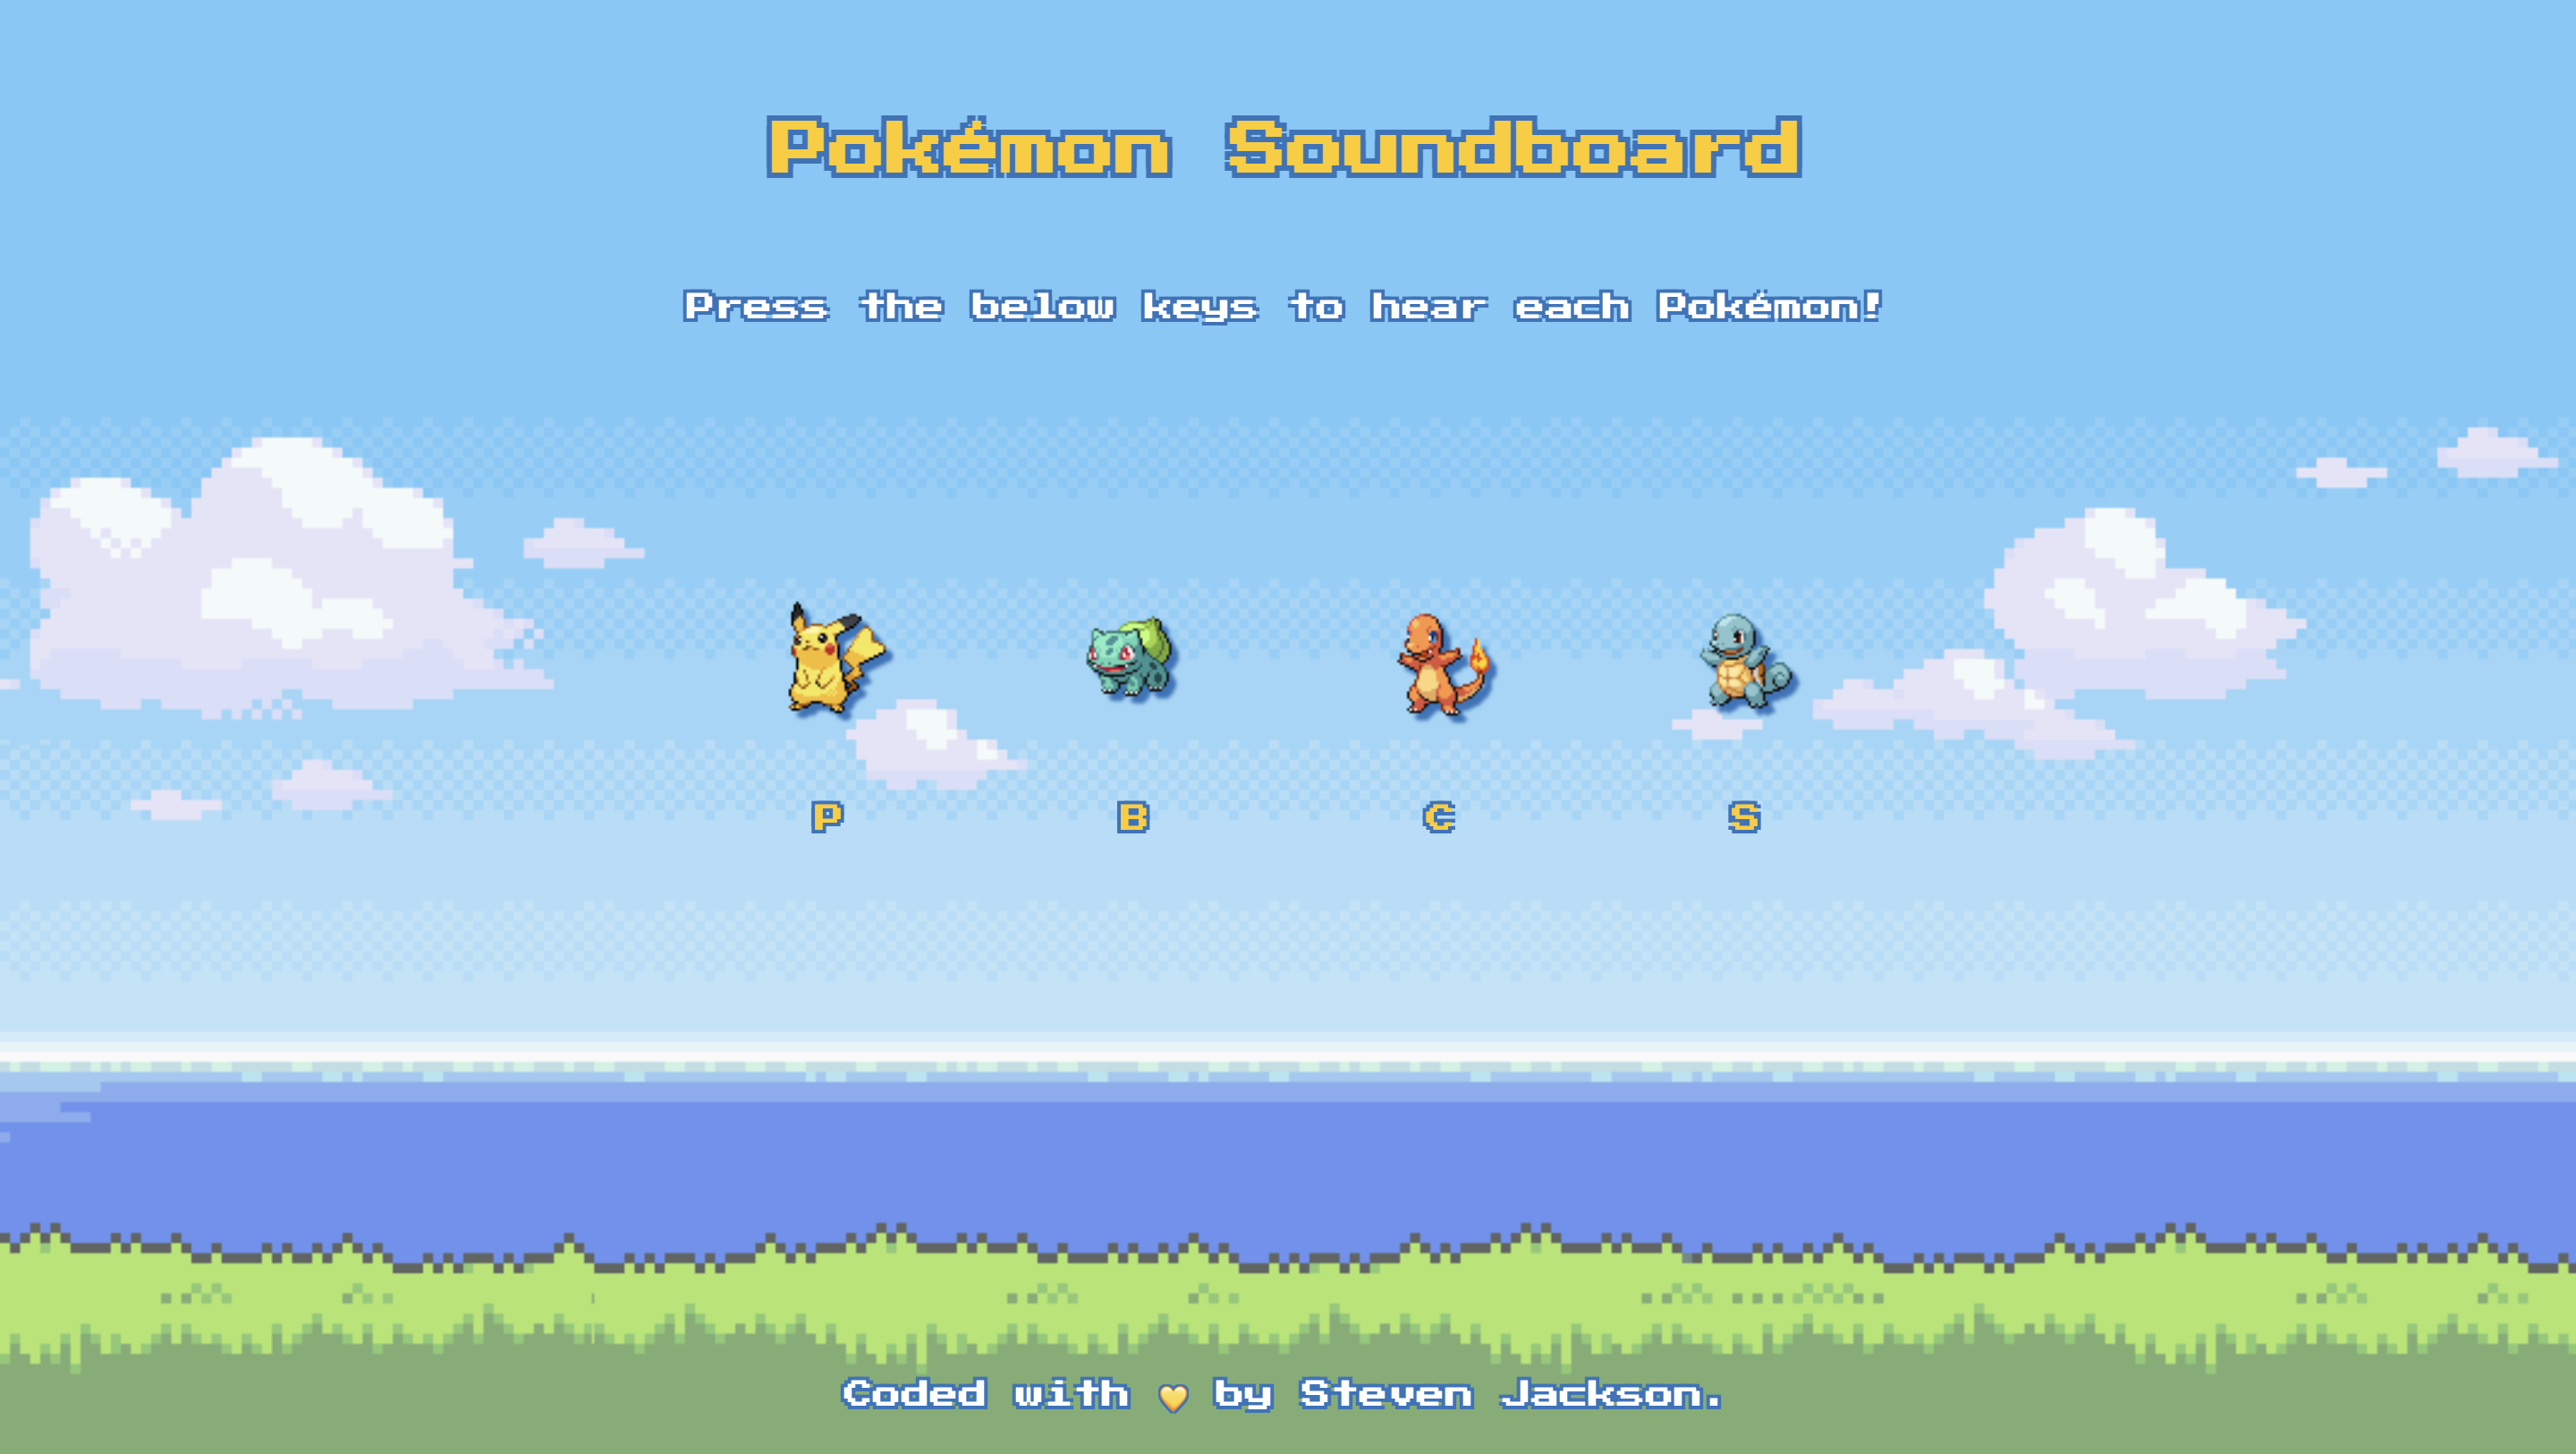 Pokémon Soundboard
Press the below keys to hear each Pokémon!
P B C S
Coded with 💛 by Steven Jackson.